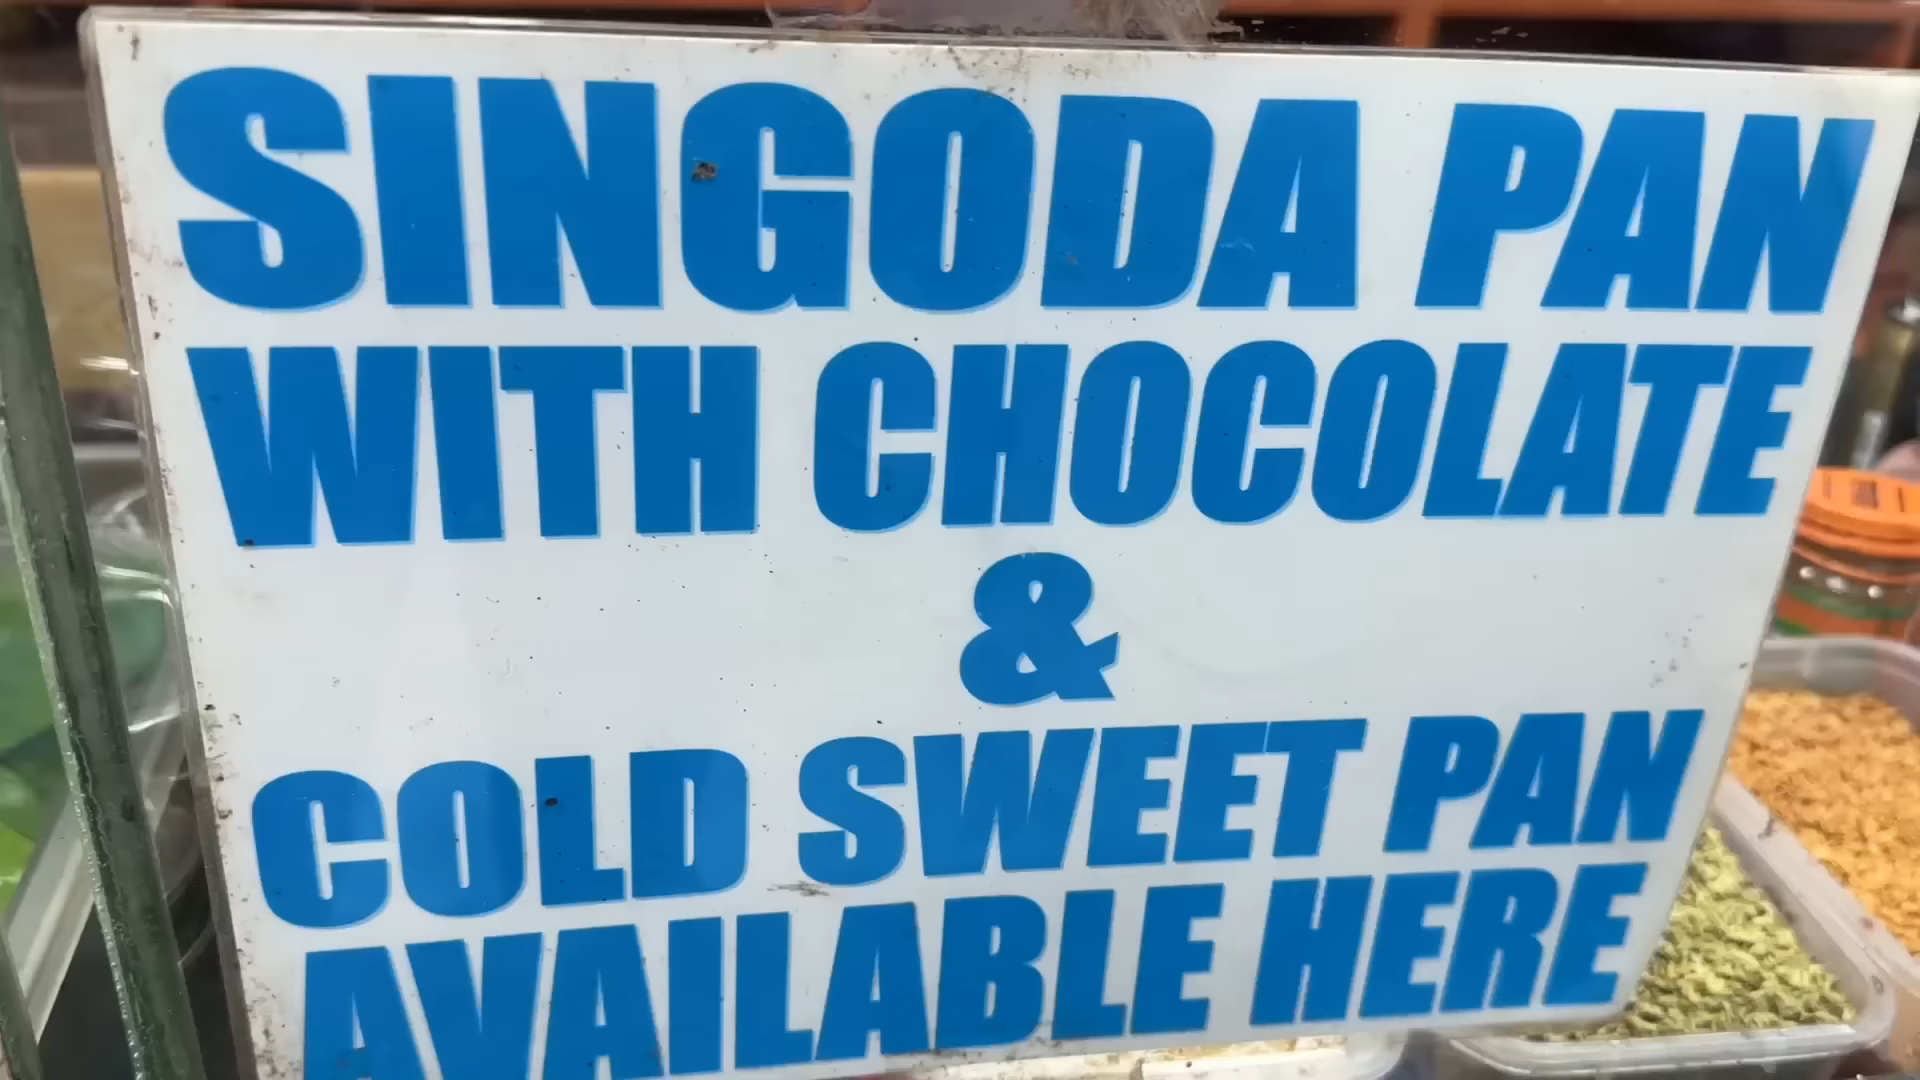 SINGODA PAN
WITH CHOCOLATE
&
COLD SWEET PAN
AVAILABLE HERE